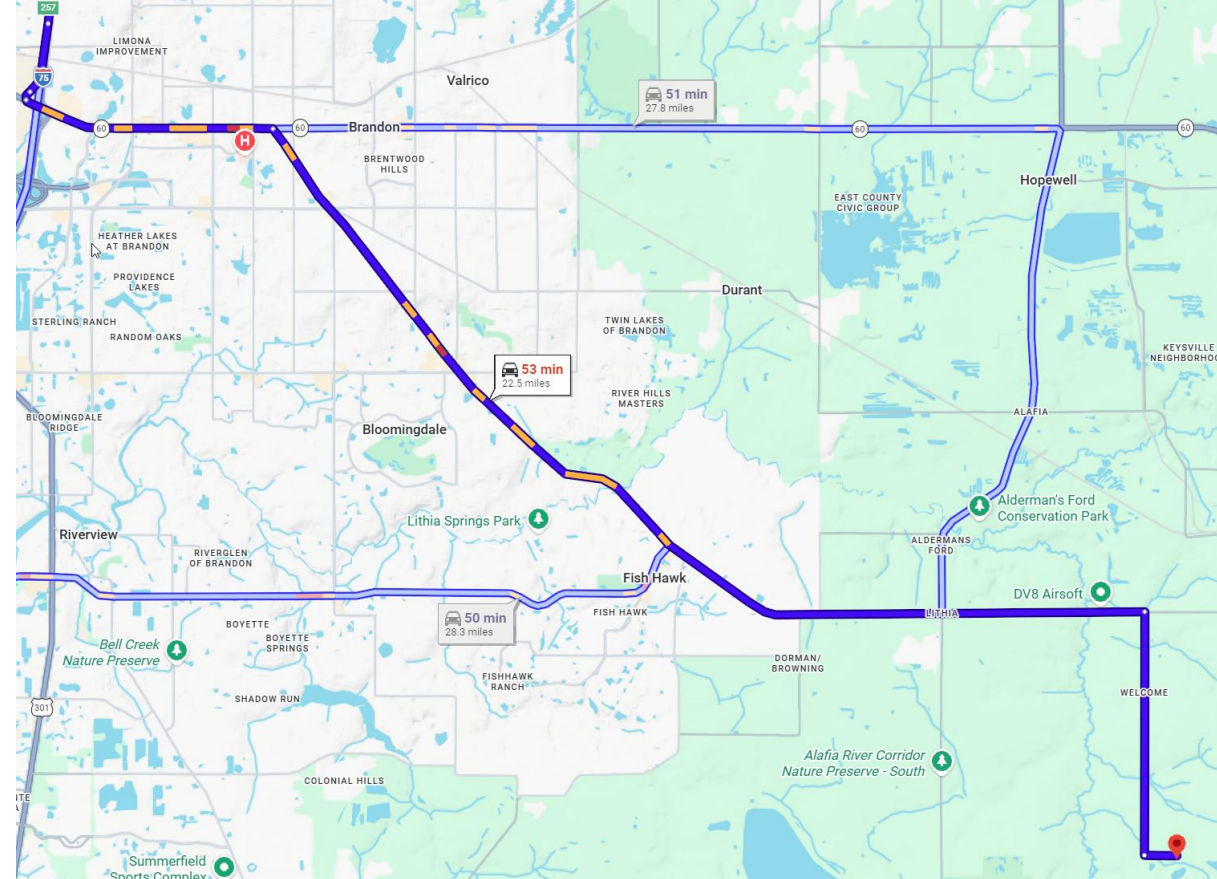 257
LIMONA
IMPROVEMENT
75
Valrico
51 min
27.8 miles
60
60
Brandon
60
60
H
BRENTWOOD
HILLS
Hopewell
EAST COUNTY
CIVIC GROUP
HEATHER LAKES
AT BRANDON
PROVIDENCE
LAKES
Durant
STERLING RANCH
RANDOM OAKS
TWIN LAKES
OF BRANDON
KEYSVILLE
53 min
22.5 miles
RIVER HILLS
MASTERS
BLOOMINGDALE
RIDGE
Bloomingdale
ALAFIA
Alderman's Ford
Conservation Park
Lithia Springs Park
Riverview
RIVERGLEN
OF BRANDON
ALDERMANS
FORD
Fish Hawk
DV8 Airsoft
50 min
28.3 miles
FISH HAWK
LITHIA
BOYETTE
BOYETTE
SPRINGS
Bell Creek
Nature Preserve
DORMAN/
BROWNING
FISHHAWK
RANCH
WELCOME
SHADOW RUN
301
Alafia River Corridor
Nature Preserve - South
COLONIAL HILLS
Summerfield
Sports Complex